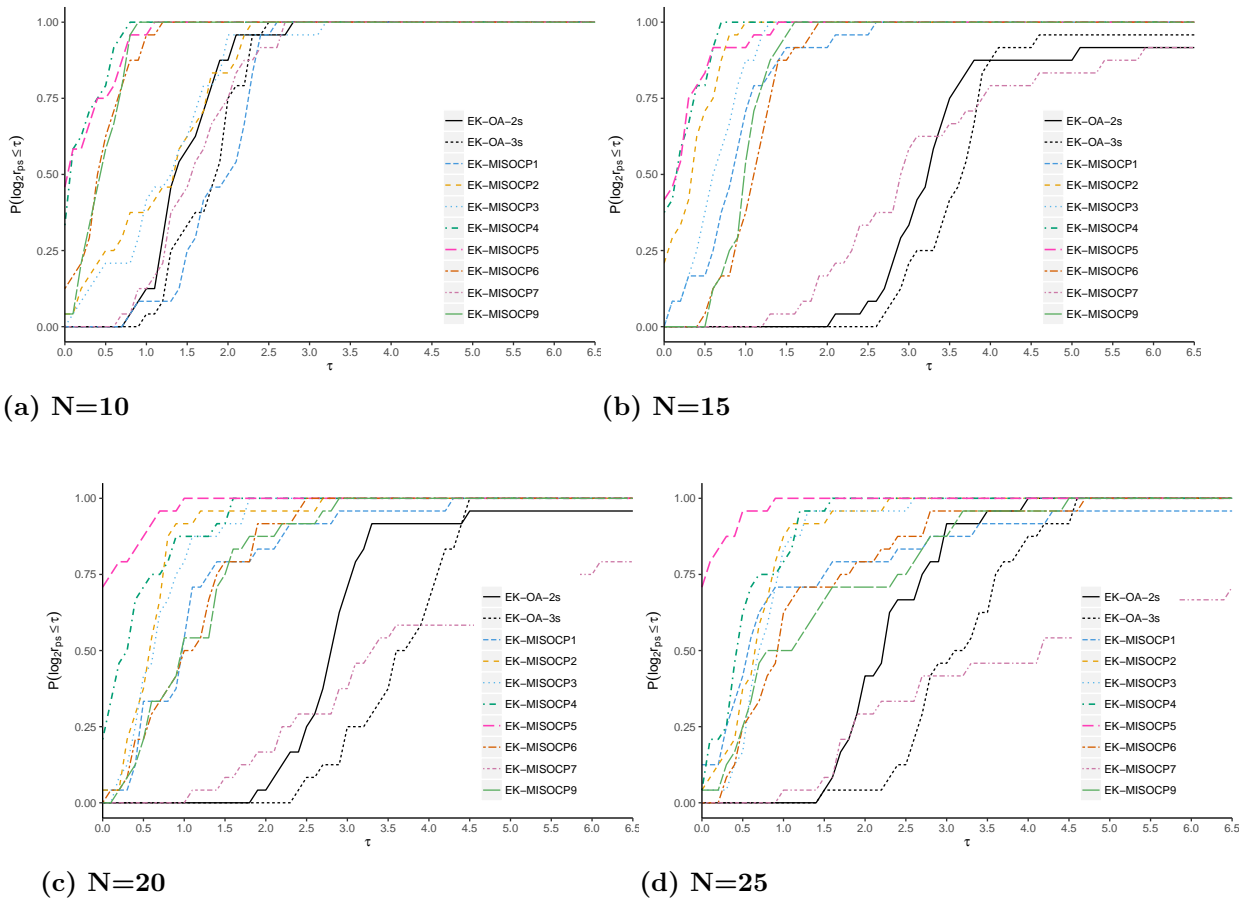 1.00
0.75
0.50
0.25
0.00
P(log2rps ≤ τ)
0.0 0.5 1.0 1.5 2.0 2.5 3.0 3.5 4.0 4.5 5.0 5.5 6.0 6.5
τ
EK−OA−2s
EK−OA−3s
EK−MISOCP1
EK−MISOCP2
EK−MISOCP3
EK−MISOCP4
EK−MISOCP5
EK−MISOCP6
EK−MISOCP7
EK−MISOCP9
(a) N=10
1.00
0.75
0.50
0.25
0.00
P(log2rps ≤ τ)
0.0 0.5 1.0 1.5 2.0 2.5 3.0 3.5 4.0 4.5 5.0 5.5 6.0 6.5
τ
EK−OA−2s
EK−OA−3s
EK−MISOCP1
EK−MISOCP2
EK−MISOCP3
EK−MISOCP4
EK−MISOCP5
EK−MISOCP6
EK−MISOCP7
EK−MISOCP9
(b) N=15
1.00
0.75
0.50
0.25
0.00
P(log2rps ≤ τ)
0.0 0.5 1.0 1.5 2.0 2.5 3.0 3.5 4.0 4.5 5.0 5.5 6.0 6.5
τ
EK−OA−2s
EK−OA−3s
EK−MISOCP1
EK−MISOCP2
EK−MISOCP3
EK−MISOCP4
EK−MISOCP5
EK−MISOCP6
EK−MISOCP7
EK−MISOCP9
(c) N=20
1.00
0.75
0.50
0.25
0.00
P(log2rps ≤ τ)
0.0 0.5 1.0 1.5 2.0 2.5 3.0 3.5 4.0 4.5 5.0 5.5 6.0 6.5
τ
EK−OA−2s
EK−OA−3s
EK−MISOCP1
EK−MISOCP2
EK−MISOCP3
EK−MISOCP4
EK−MISOCP5
EK−MISOCP6
EK−MISOCP7
EK−MISOCP9
(d) N=25